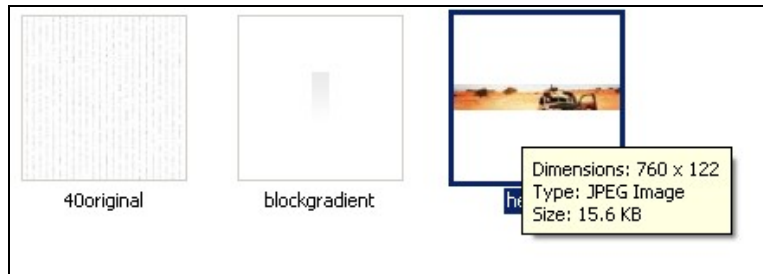 40original
blockgradient
Dimensions: 760 x 122
Type: JPEG Image
Size: 15.6 KB